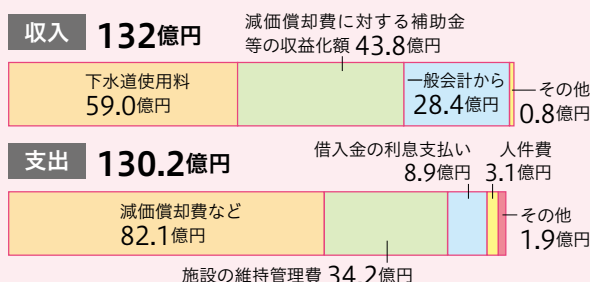 収入 132億円
減価償却費に対する補助金
等の収益化額 43.8億円
下水道使用料
59.0億円
一般会計から
28.4億円
その他
0.8億円
支出 130.2億円
借入金の利息支払い
8.9億円
人件費
3.1億円
減価償却費など
82.1億円
その他
1.9億円
施設の維持管理費 34.2億円